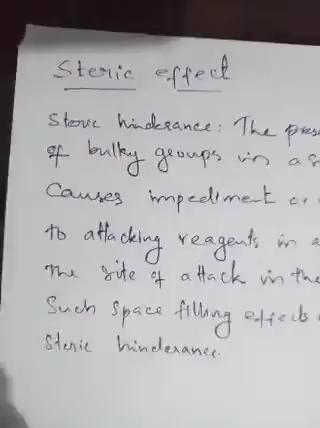 Steric effect
Steric hinderance: The pres
of bulky groups in a s
Causes impediment or
to attacking reagents in a
The site of attack in the
Such space filling effects
Steric hinderance.